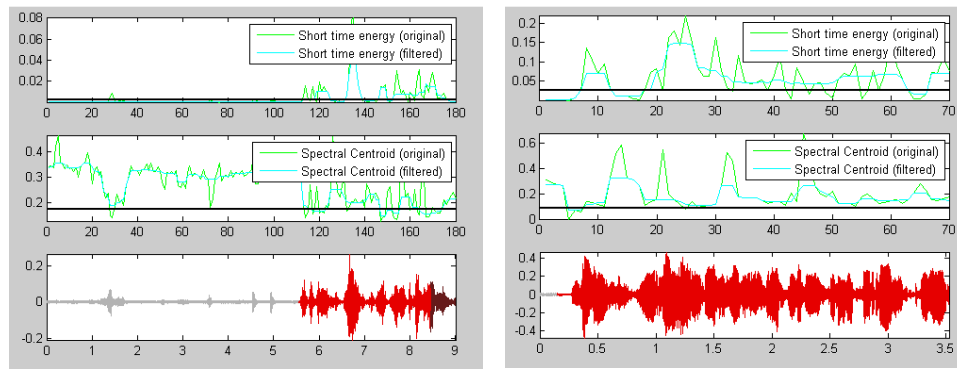 0.08
0.06
0.04
0.02
Short time energy (original)
Short time energy (filtered)
0 20 40 60 80 100 120 140 160 180
0.4
0.3
0.2
Spectral Centroid (original)
Spectral Centroid (filtered)
0 20 40 60 80 100 120 140 160 180
0.2
0
-0.2
0 1 2 3 4 5 6 7 8 9
0.2
0.15
0.1
0.05
Short time energy (original)
Short time energy (filtered)
0 10 20 30 40 50 60 70
0.6
0.4
0.2
0
Spectral Centroid (original)
Spectral Centroid (filtered)
0 10 20 30 40 50 60 70
0.4
0.2
0
-0.2
-0.4
0 0.5 1 1.5 2 2.5 3 3.5